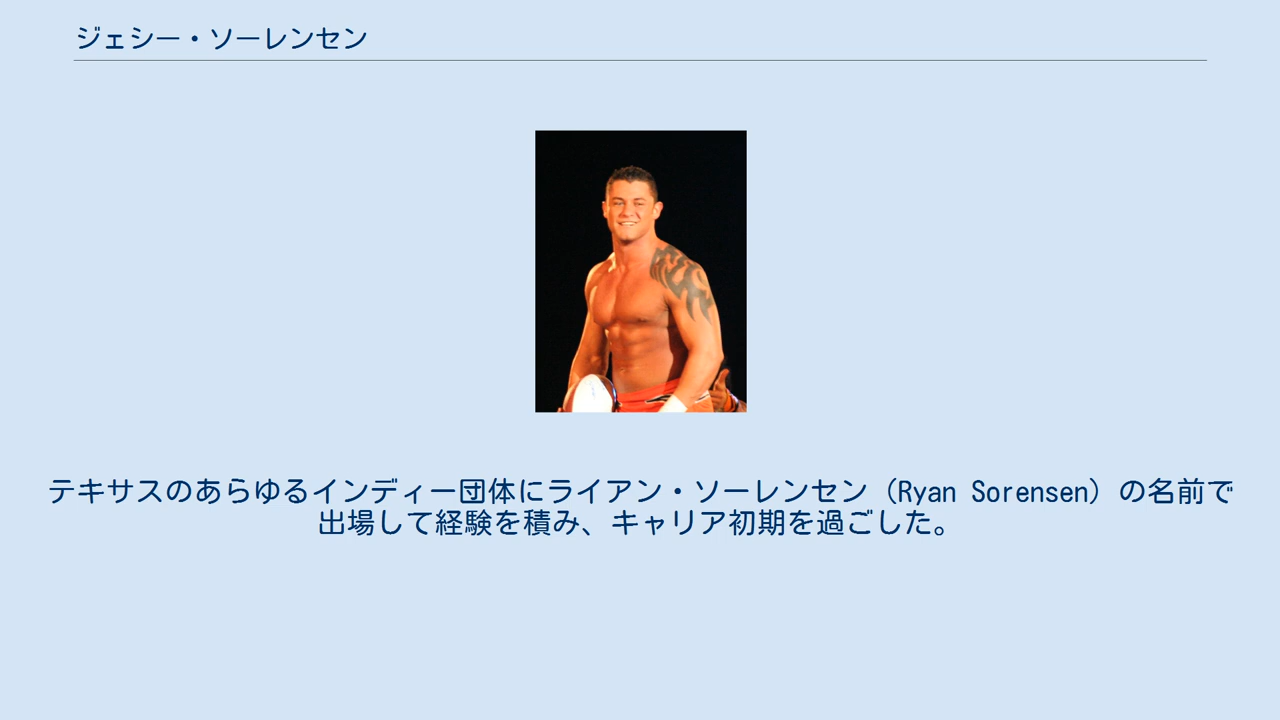 ジェシー・ソーレンセン
テキサスのあらゆるインディー団体にライアン・ソーレンセン（Ryan Sorensen）の名前で
出場して経験を積み、キャリア初期を過ごした。